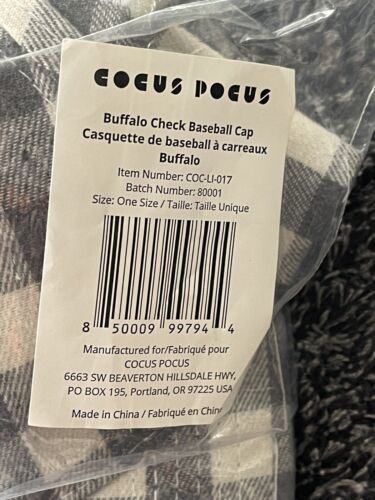 COCUS POCUS
Buffalo Check Baseball Cap
Casquette de baseball à carreaux
Buffalo
Item Number: COC-LI-017
Batch Number: 80001
Size: One Size / Taille: Taille Unique
8 50009 99794 4
Manufactured for/Fabriqué pour
COCUS POCUS
6663 SW BEAVERTON HILLSDALE HWY,
PO BOX 195, Portland, OR 97225 USA
Made in China / Fabriqué en Chine